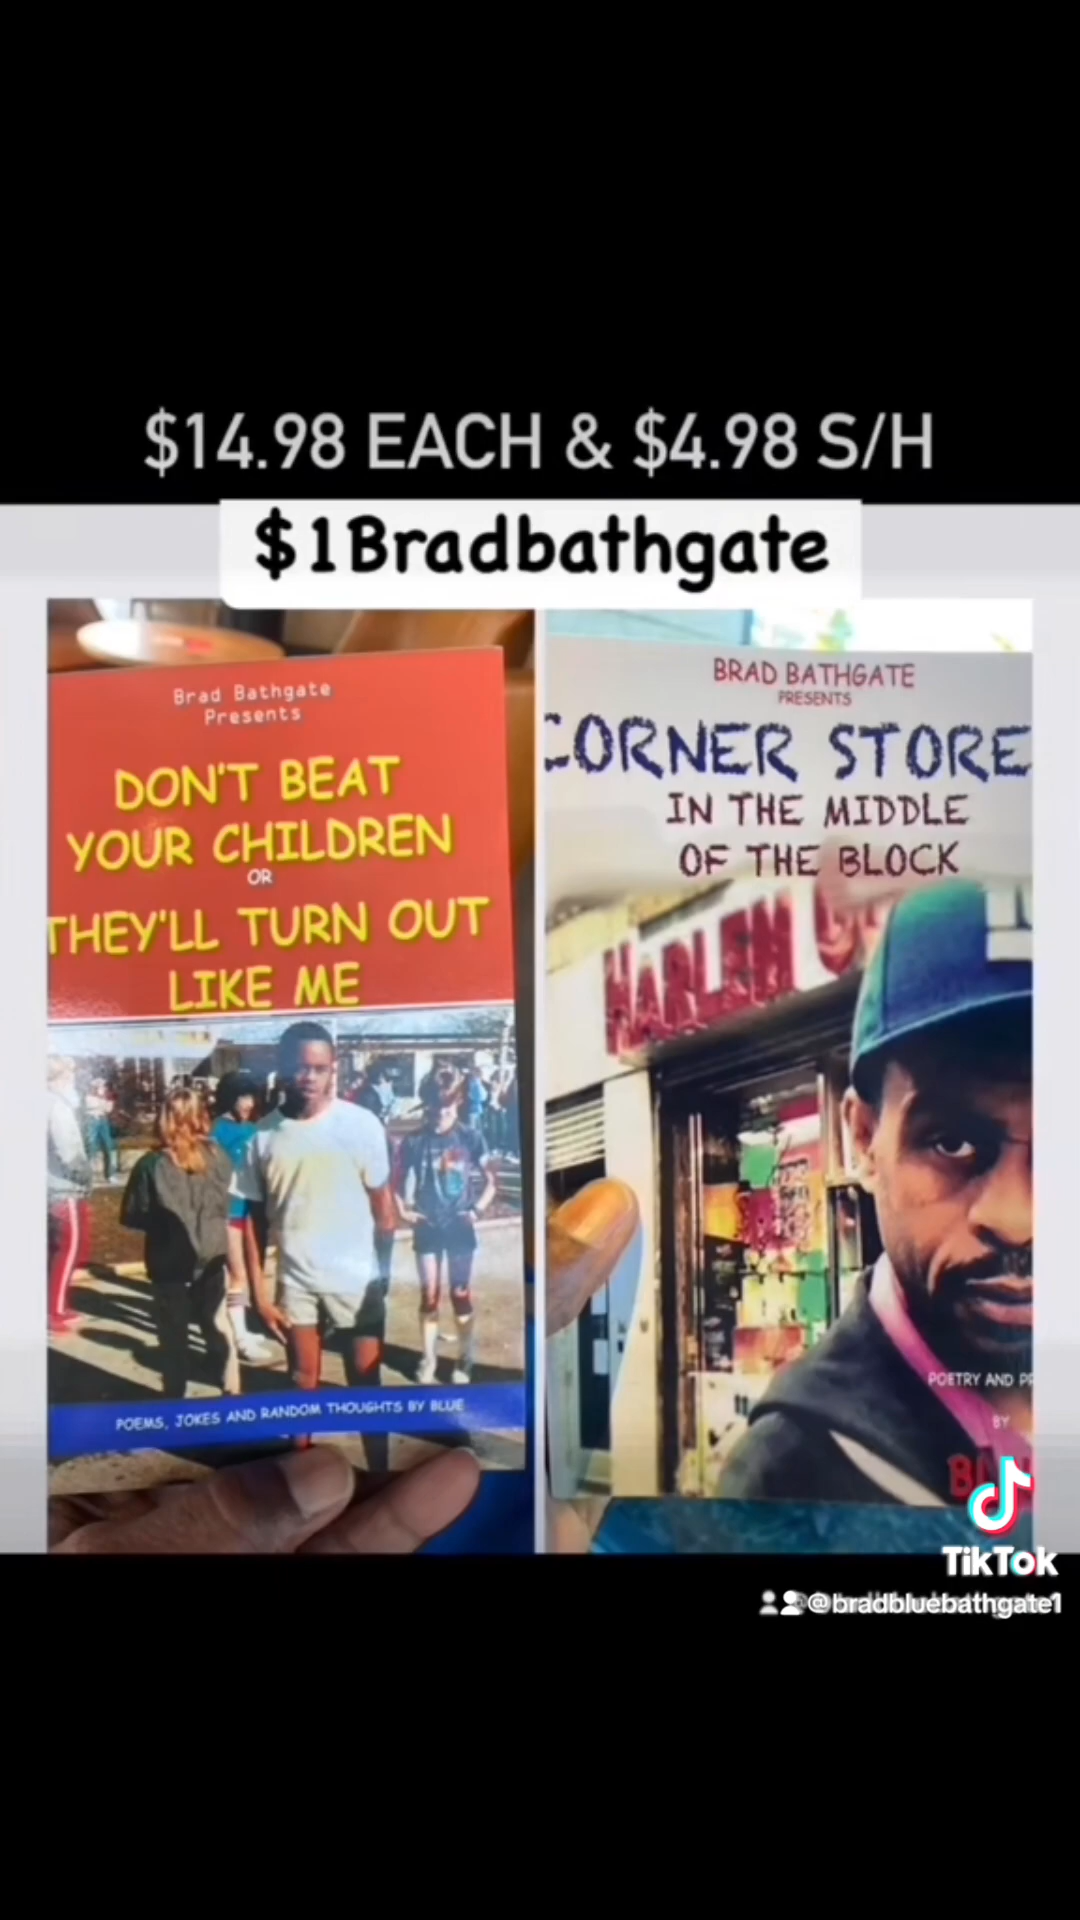 $14.98 EACH & $4.98 S/H
$1Bradbathgate
Brad Bathgate
Presents
DON'T BEAT
YOUR CHILDREN
OR
THEY'LL TURN OUT
LIKE ME
POEMS, JOKES AND RANDOM THOUGHTS BY BLUE
BRAD BATHGATE
PRESENTS
CORNER STORE
IN THE MIDDLE
OF THE BLOCK
HARLEM
POETRY AND PR
BY
TikTok
@bradbluebathgate1